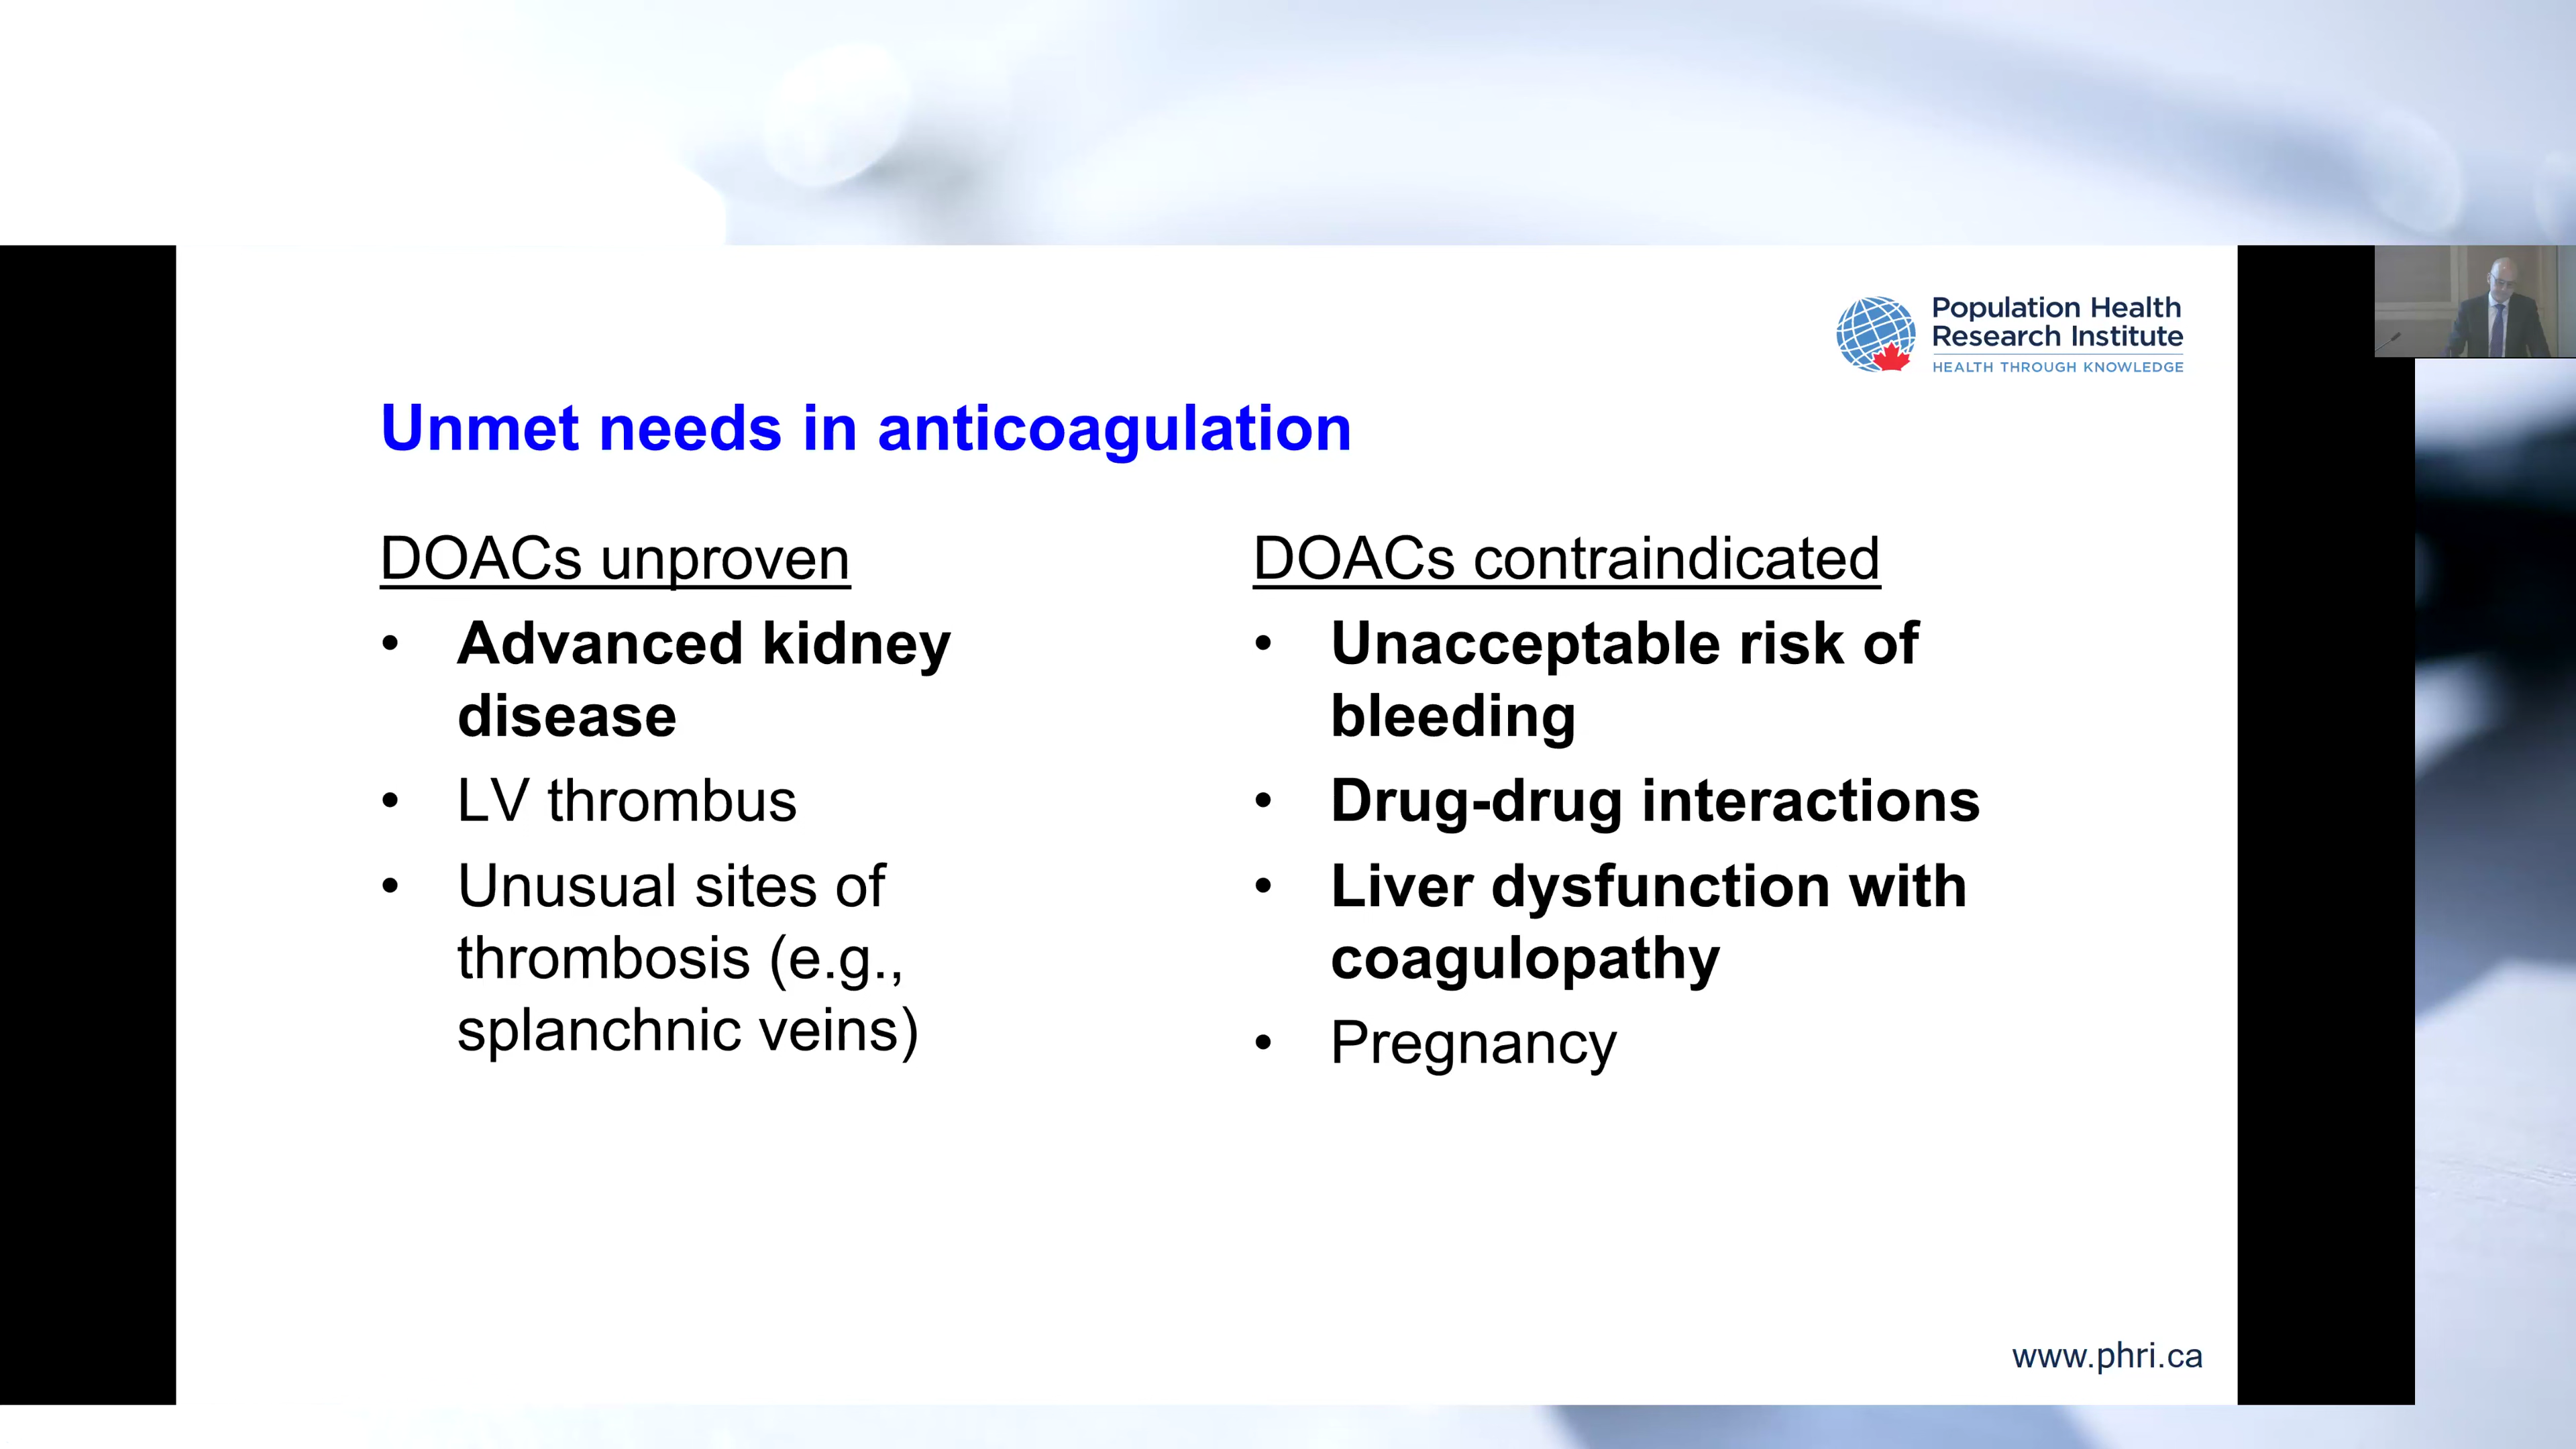 Population Health
Research Institute
HEALTH THROUGH KNOWLEDGE
Unmet needs in anticoagulation
DOACs unproven
• Advanced kidney
disease
• LV thrombus
• Unusual sites of
thrombosis (e.g.,
splanchnic veins)
DOACs contraindicated
• Unacceptable risk of
bleeding
• Drug-drug interactions
• Liver dysfunction with
coagulopathy
• Pregnancy
www.phri.ca